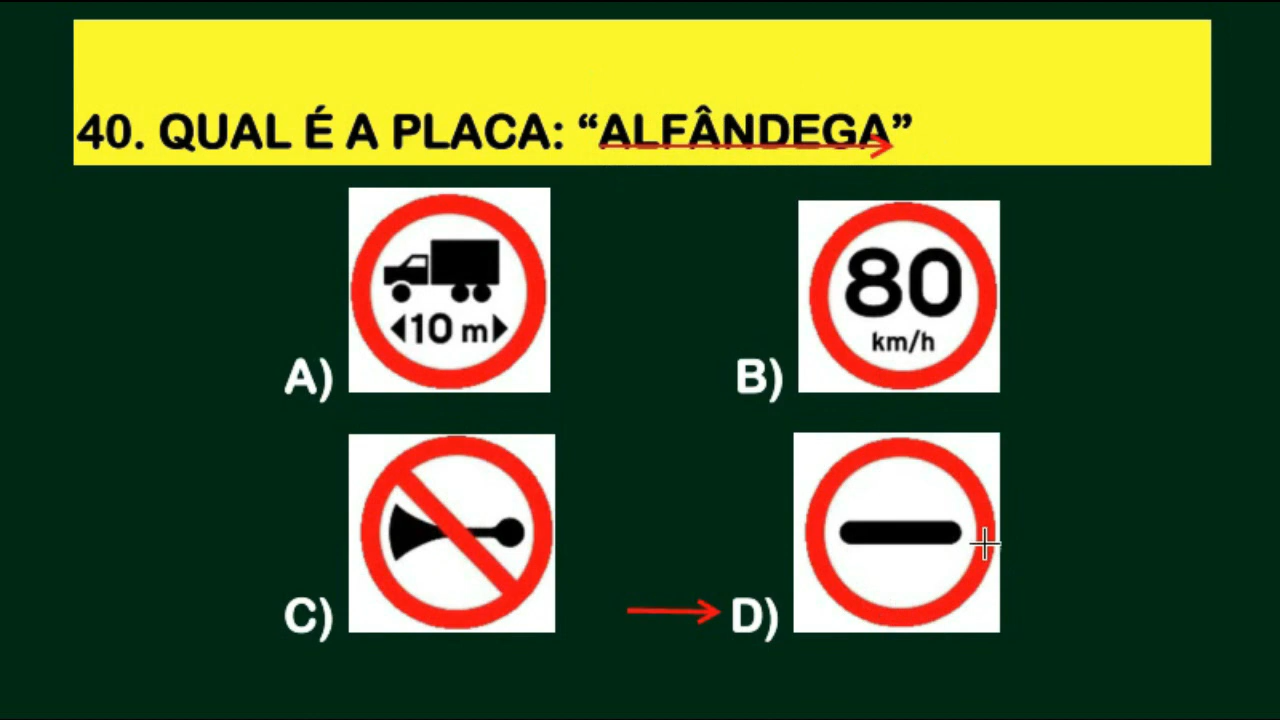 40. QUAL É A PLACA: “ALFÂNDEGA”
10 m
A)
80
km/h
B)
C)
D)